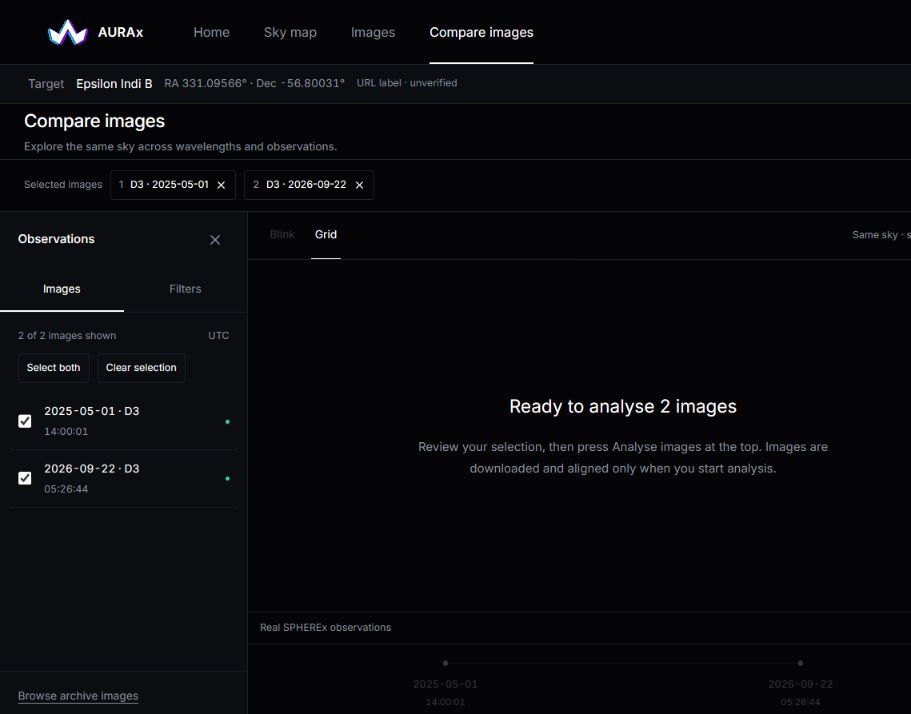 AURAx
Home
Sky map
Images
Compare images
Target Epsilon Indi B RA 331.09566° · Dec -56.80031° URL label · unverified
Compare images
Explore the same sky across wavelengths and observations.
Selected images 1 D3 · 2025-05-01 × 2 D3 · 2026-09-22 ×
Observations ×
Blink
Grid
Same sky ·
Images
Filters
2 of 2 images shown
UTC
Select both
Clear selection
2025-05-01 · D3
14:00:01
2026-09-22 · D3
05:26:44
Ready to analyse 2 images
Review your selection, then press Analyse images at the top. Images are
downloaded and aligned only when you start analysis.
Real SPHEREx observations
2025-05-01
14:00:01
2026-09-22
05:26:44
Browse archive images